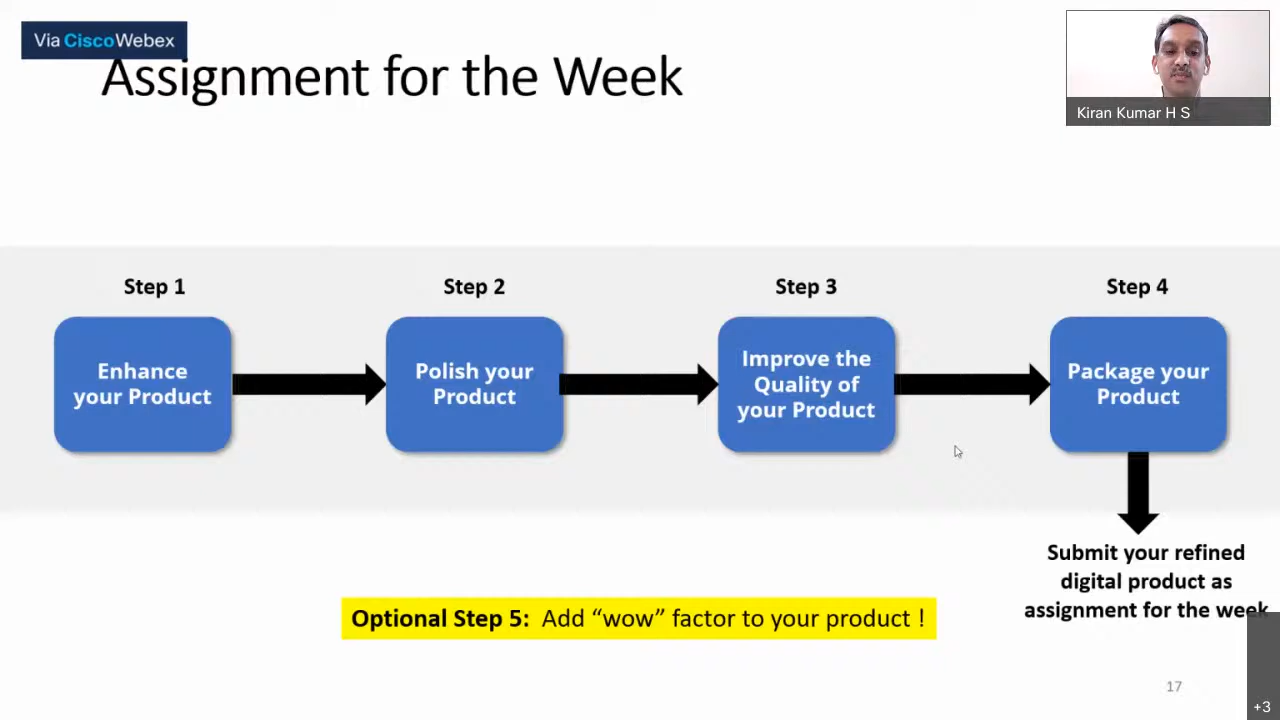 Via CiscoWebex
Assignment for the Week
Kiran Kumar H S
Step 1
Step 2
Step 3
Step 4
Enhance
your Product
Polish your
Product
Improve the
Quality of
your Product
Package your
Product
Submit your refined
digital product as
assignment for the week
Optional Step 5: Add “wow” factor to your product !
17
+3